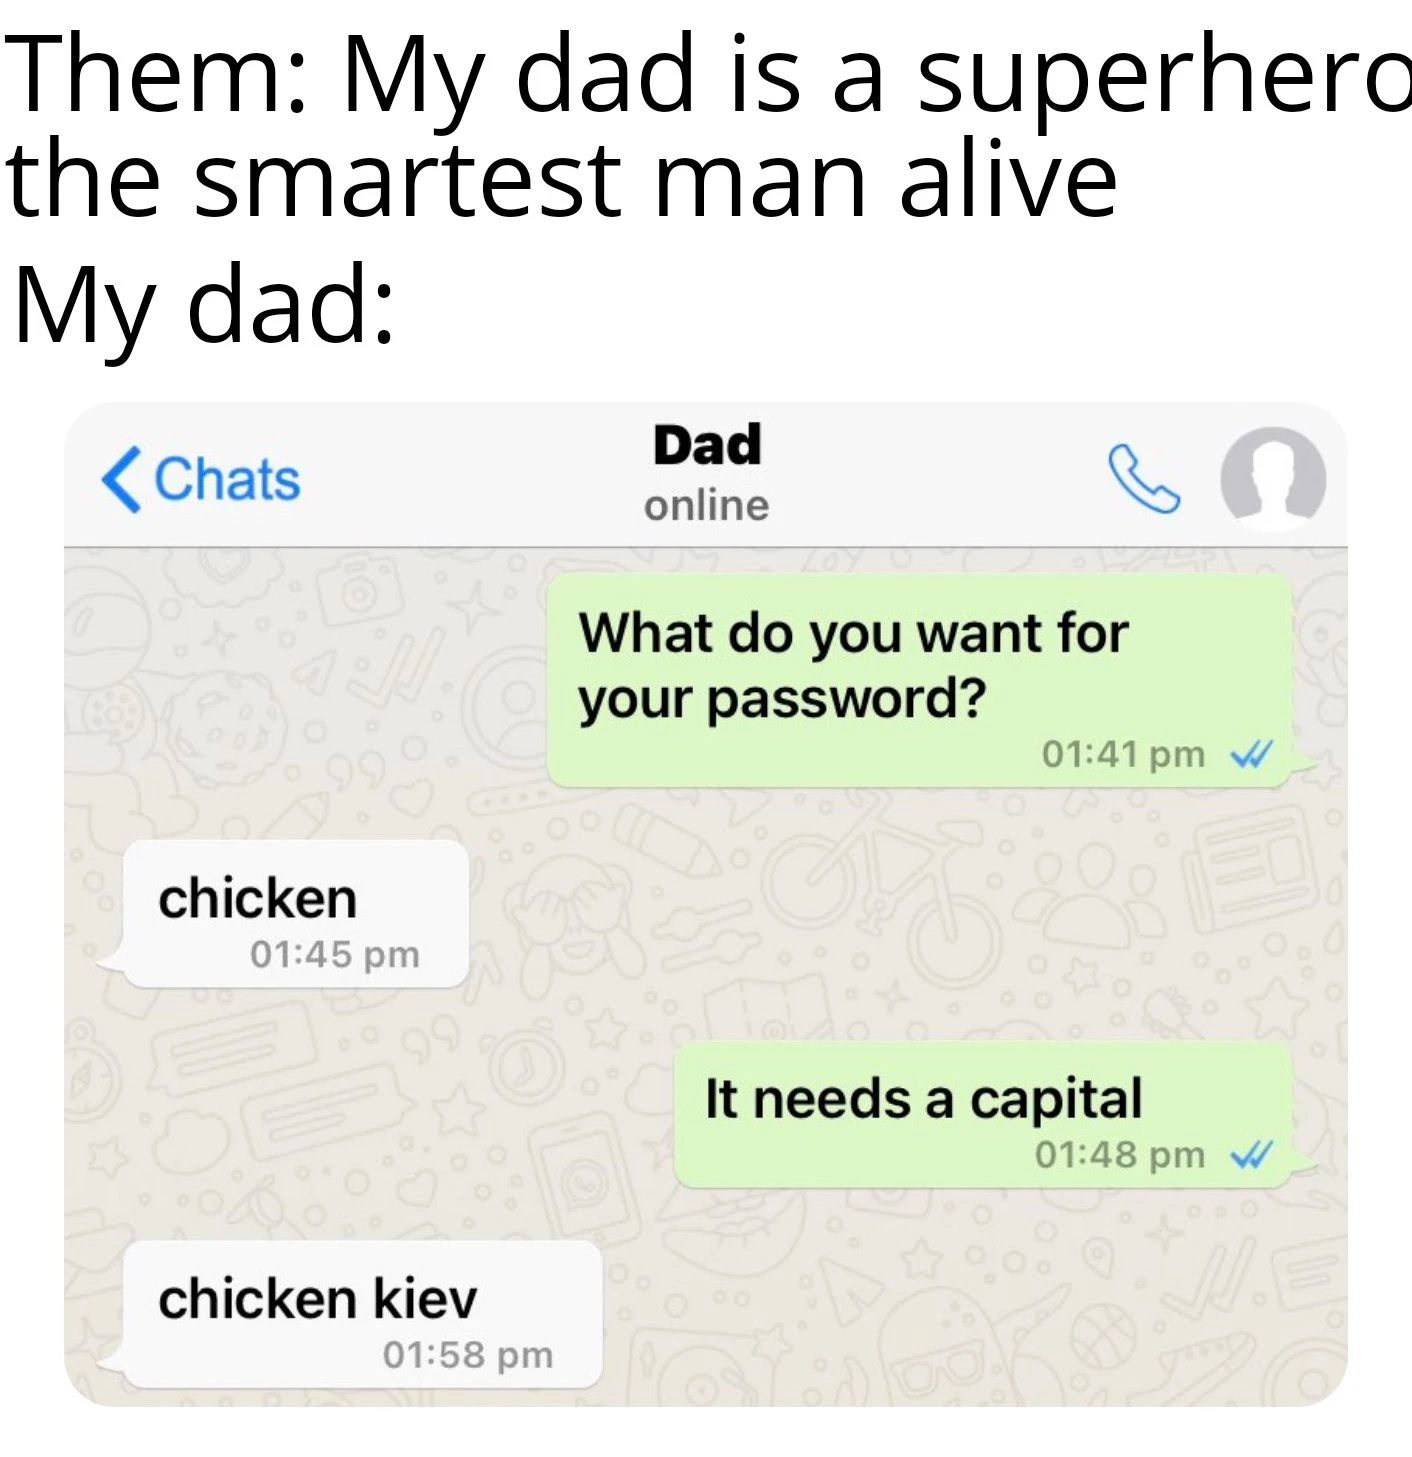 Them: My dad is a superhero
the smartest man alive
My dad:
Chats
Dad
online
What do you want for
your password?
01:41 pm
chicken
01:45 pm
It needs a capital
01:48 pm
chicken kiev
01:58 pm